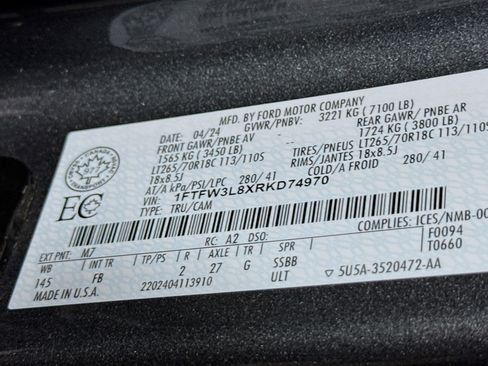 MFD. BY FORD MOTOR COMPANY
04/24 GVWR/PNBV: 3221 KG ( 7100 LB)
FRONT GAWR/PNBE AV REAR GAWR/PNBE AR
1565 KG ( 3450 LB) 1724 KG ( 3800 LB)
LT265/70R18C 113/110S TIRES/PNEUS LT265/70R18C 113/110S
18x8.5J RIMS/JANTES 18x8.5J
AT/A kPa/PSI/LPC 280/ 41 COLD/A FROID 280/ 41
VIN: 1FTFW3L8XRKD74970
TYPE: TRU/CAM
EC
COMPLIES: ICES/NMB-00
EXT PNT: M7 RC: A2 DSO: F0094
WB INT TR TP/PS R AXLE TR SPR T0660
145 FB 2 27 G SSBB
MADE IN U.S.A. 2202404113910 ULT 5U5A-3520472-AA